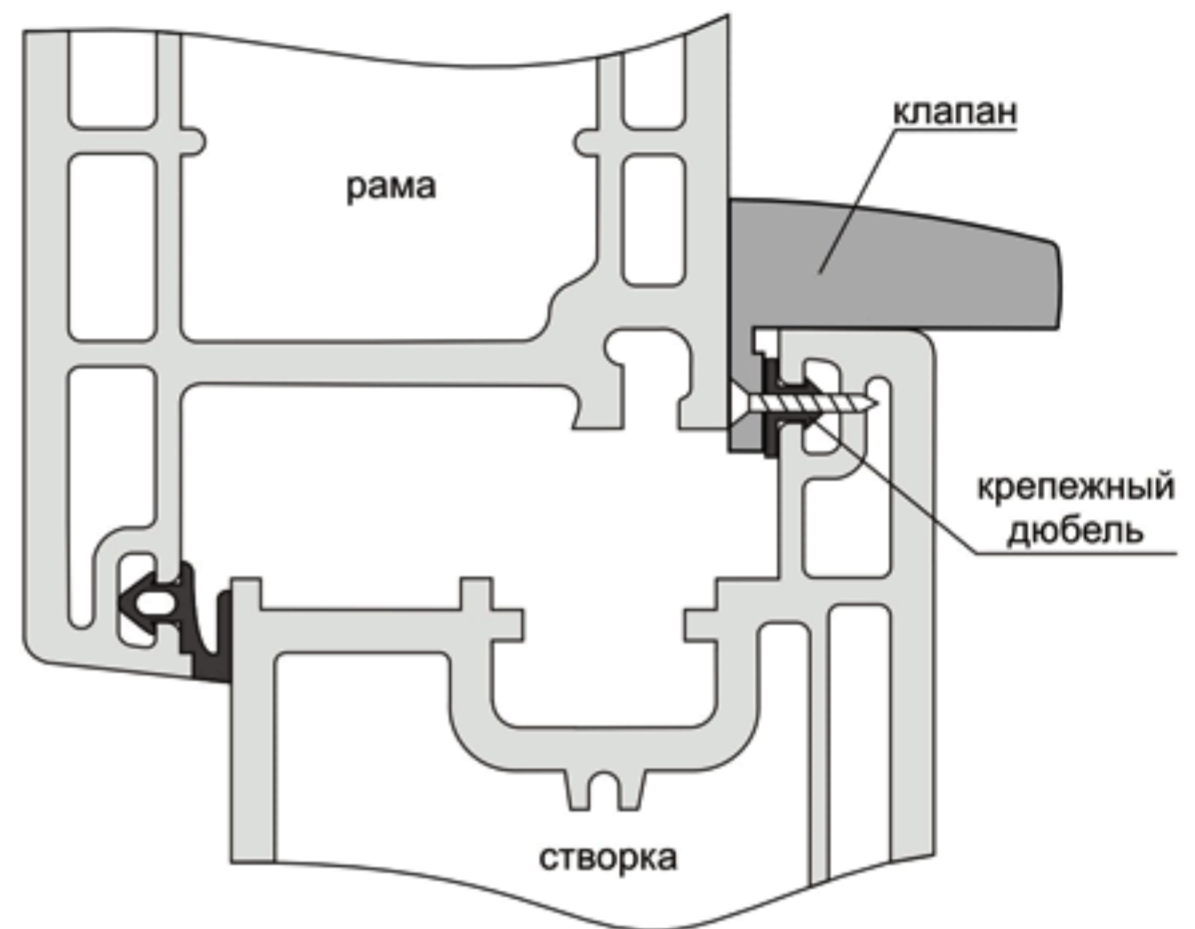 клапан
рама
крепежный
дюбель
створка